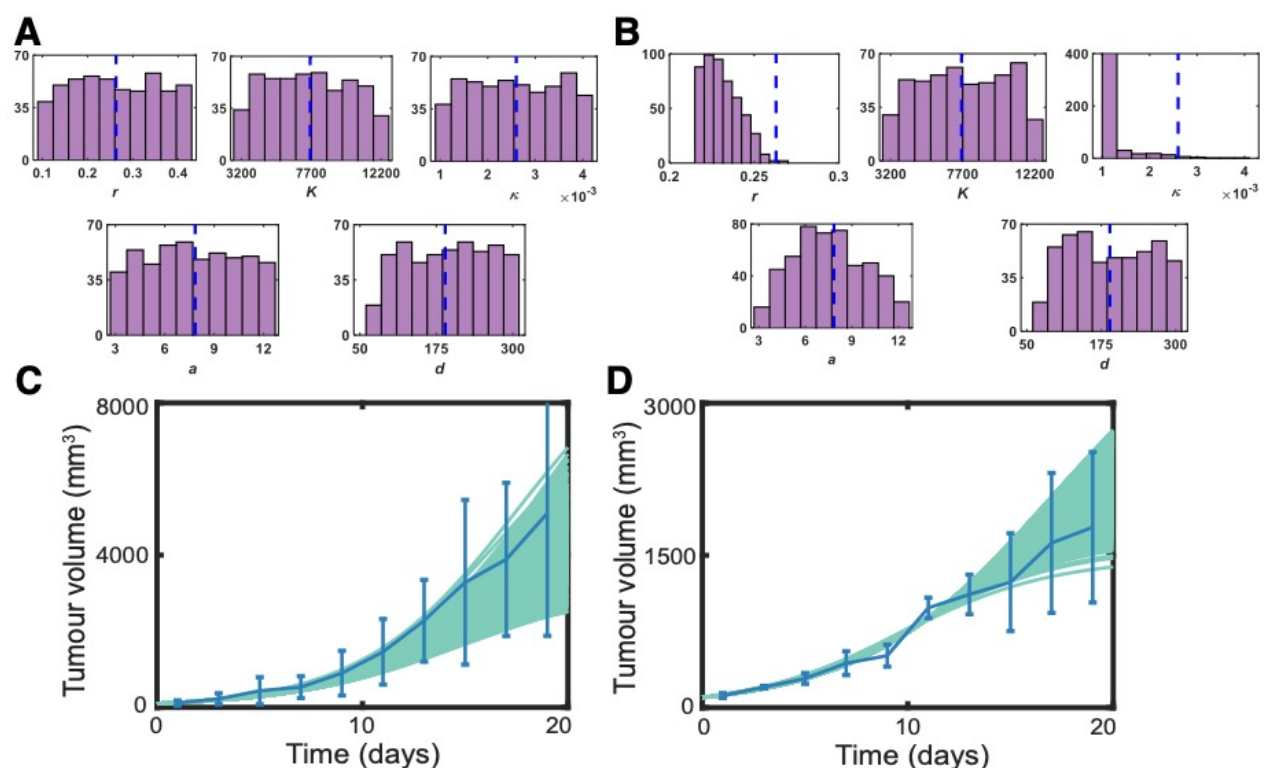 A
B
70
35
0
0.1 0.2 0.3 0.4
r
70
35
0
3200 7700 12200
K
70
35
0
1 2 3 4
×10-3
κ
100
50
0
0.2 0.25 0.3
r
70
35
0
3200 7700 12200
K
400
200
0
1 2 3 4
×10-3
κ
70
35
0
3 6 9 12
a
70
35
0
50 175 300
d
80
40
0
3 6 9 12
a
70
35
0
50 175 300
d
C
D
8000
4000
0
0 10 20
Tumour volume (mm3)
Time (days)
3000
1500
0
0 10 20
Tumour volume (mm3)
Time (days)